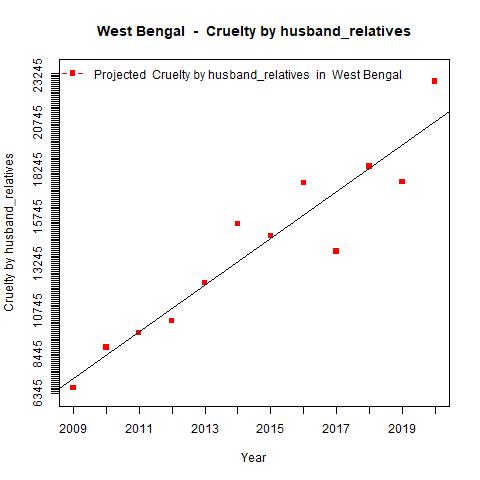 West Bengal - Cruelty by husband_relatives
Projected Cruelty by husband_relatives in West Bengal
Cruelty by husband_relatives
23245
20745
18245
15745
13245
10745
8445
6345
2009 2011 2013 2015 2017 2019
Year